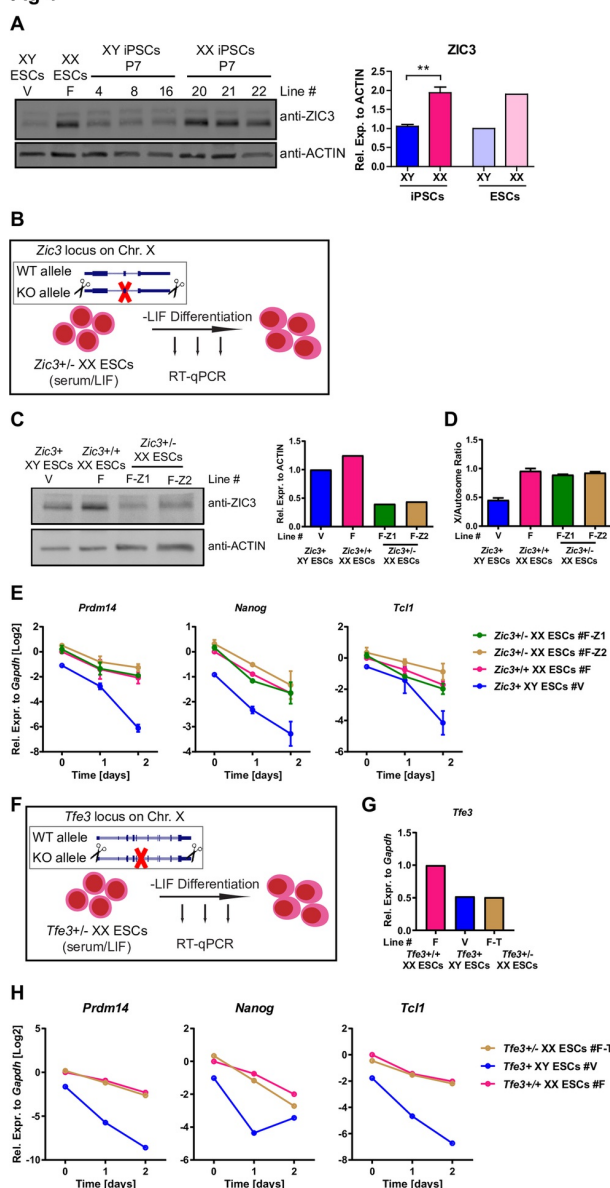 A
XY ESCs V
XX ESCs F
XY iPSCs P7
4 8 16
XX iPSCs P7
20 21 22
Line #
anti-ZIC3
anti-ACTIN
ZIC3
**
Rel. Exp. to ACTIN
2.5
2.0
1.5
1.0
0.5
0.0
XY XX XY XX
iPSCs ESCs
B
Zic3 locus on Chr. X
WT allele
KO allele
-LIF Differentiation
Zic3+/- XX ESCs
(serum/LIF)
RT-qPCR
C
Zic3+ XY ESCs V
Zic3+/+ XX ESCs F
Zic3+/- XX ESCs
F-Z1 F-Z2
Line #
anti-ZIC3
anti-ACTIN
Rel. Expr. to ACTIN
1.5
1.0
0.5
0.0
Line # V F F-Z1 F-Z2
Zic3+ XY ESCs
Zic3+/+ XX ESCs
Zic3+/- XX ESCs
D
X/Autosome Ratio
1.5
1.0
0.5
0.0
Line # V F F-Z1 F-Z2
Zic3+ XY ESCs
Zic3+/+ XX ESCs
Zic3+/- XX ESCs
E
Prdm14
Rel. Expr. to Gapdh [Log2]
2
0
-2
-4
-6
-8
0 1 2
Time [days]
Nanog
1
0
-1
-2
-3
-4
0 1 2
Time [days]
Tcl1
2
0
-2
-4
-6
0 1 2
Time [days]
Zic3+/- XX ESCs #F-Z1
Zic3+/- XX ESCs #F-Z2
Zic3+/+ XX ESCs #F
Zic3+ XY ESCs #V
F
Tfe3 locus on Chr. X
WT allele
KO allele
-LIF Differentiation
Tfe3+/- XX ESCs
(serum/LIF)
RT-qPCR
G
Tfe3
Rel. Expr. to Gapdh
1.5
1.0
0.5
0.0
Line # F V F-T
Tfe3+/+ XX ESCs
Tfe3+ XY ESCs
Tfe3+/- XX ESCs
H
Prdm14
Rel. Expr. to Gapdh [Log2]
5
0
-5
-10
0 1 2
Time [days]
Nanog
2
0
-2
-4
-6
0 1 2
Time [days]
Tcl1
2
0
-2
-4
-6
-8
0 1 2
Time [days]
Tfe3+/- XX ESCs #F-T
Tfe3+ XY ESCs #V
Tfe3+/+ XX ESCs #F